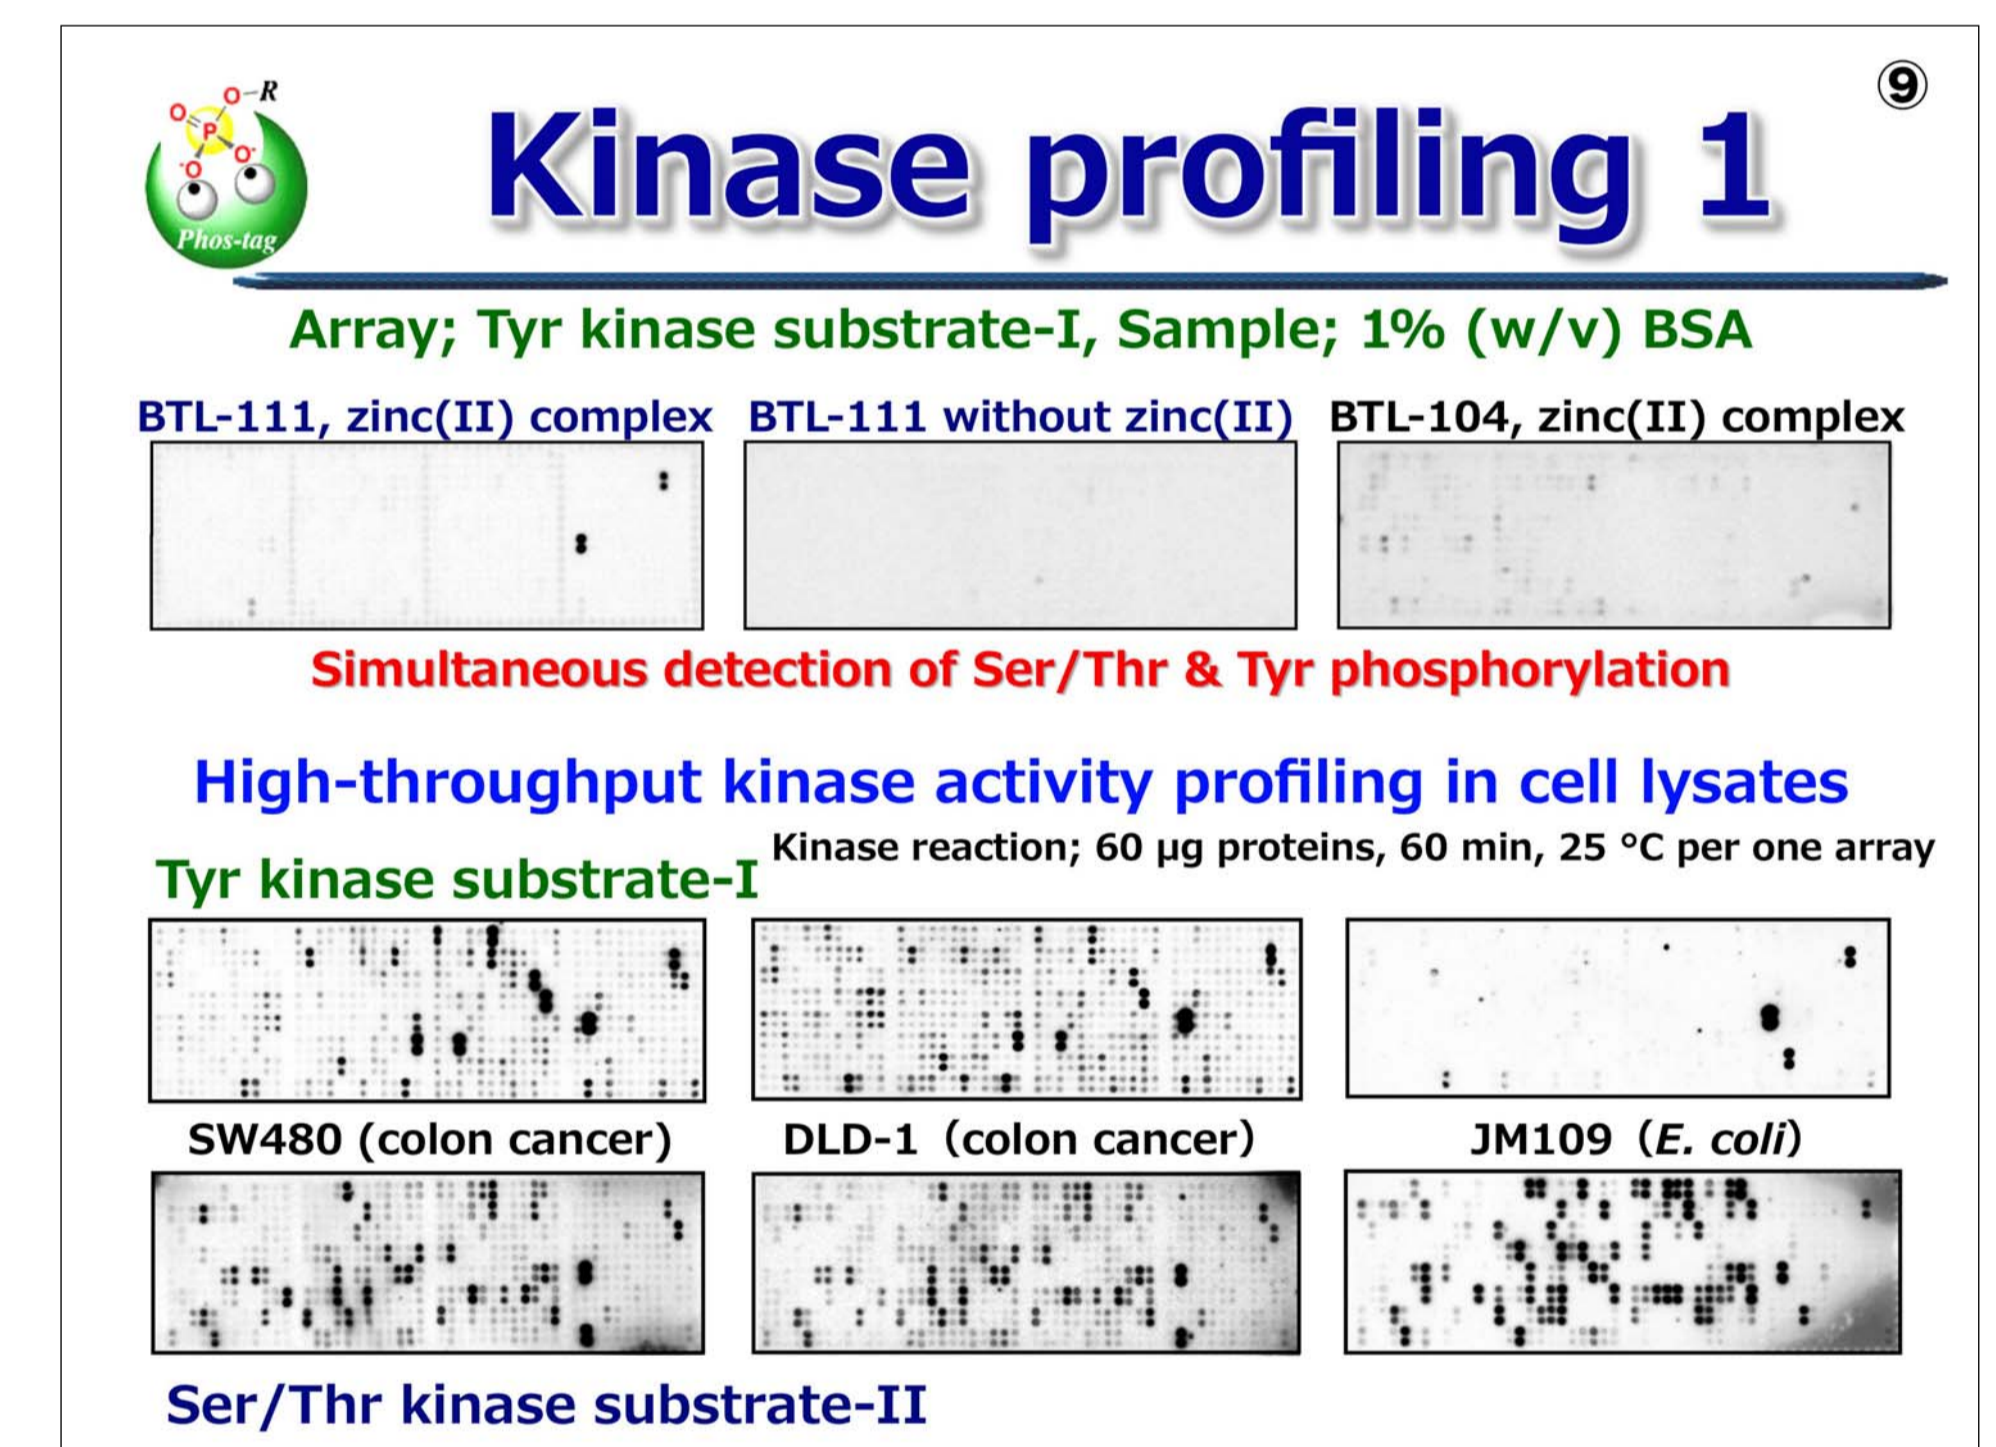 ⑨
O-R
O
P
-O
O-
Phos-tag
Kinase profiling 1
Array; Tyr kinase substrate-I, Sample; 1% (w/v) BSA
BTL-111, zinc(II) complex
BTL-111 without zinc(II)
BTL-104, zinc(II) complex
Simultaneous detection of Ser/Thr & Tyr phosphorylation
High-throughput kinase activity profiling in cell lysates
Kinase reaction; 60 µg proteins, 60 min, 25 °C per one array
Tyr kinase substrate-I
SW480 (colon cancer)
DLD-1 (colon cancer)
JM109 (E. coli)
Ser/Thr kinase substrate-II